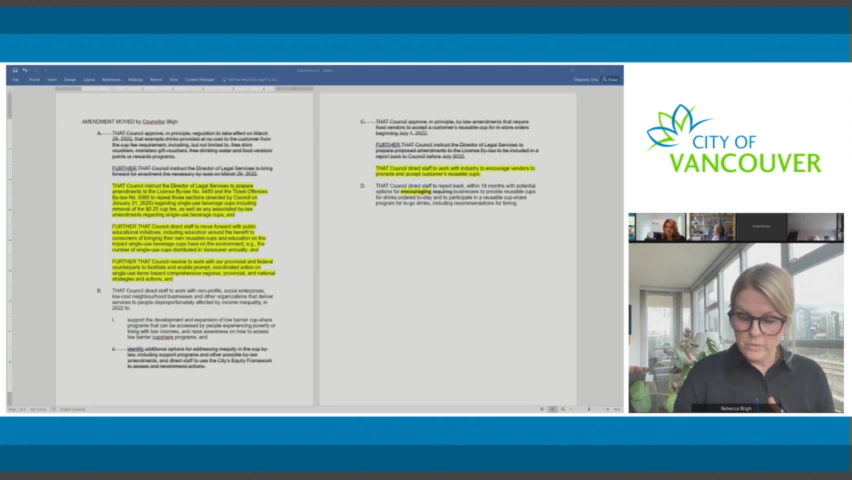 File Home Insert Design Layout References Mailings Review View
AMENDMENT MOVED by Councillor Bligh
A. THAT Council approve, in principle, regulation to take effect on March
29, 2022, that exempts drinks provided at no cost to the customer from
the cup fee requirement, including, but not limited to, free drink
vouchers, monetary gift vouchers, free drinking water and food vendors'
points or rewards programs.
FURTHER THAT Council instruct the Director of Legal Services to bring
forward for enactment the necessary by-laws on March 29, 2022.
THAT Council instruct the Director of Legal Services to prepare
amendments to the Licence By-law No. 4450 and the Ticket Offences
By-law No. 9360 to repeal those sections (enacted by Council on
January 21, 2020) regarding single-use beverage cups including
removal of the $0.25 cup fee, as well as any associated by-law
amendments regarding single-use beverage cups, and
FURTHER THAT Council direct staff to move forward with public
educational initiatives, including education around the benefit to
consumers of bringing their own reusable cups and education on the
impact single-use beverage cups have on the environment, e.g., the
number of single-use cups distributed in Vancouver annually; and
FURTHER THAT Council resolve to work with our provincial and federal
counterparts to facilitate and enable prompt, coordinated action on
single-use items toward comprehensive regional, provincial, and national
strategies and actions; and
B. THAT Council direct staff to work with non-profit, social enterprises,
low-cost neighbourhood businesses and other organizations that deliver
services to people disproportionately affected by income inequality, in
2022 to
i. support the development and expansion of low barrier cup-share
programs that can be accessed by people experiencing poverty or
living with low incomes, and raise awareness on how to access
low barrier cupshare programs; and
ii. identify additional options for addressing inequity in the cup by-
law, including support programs and other possible by-law
amendments, and direct staff to use the City's Equity Framework
to assess and recommend actions.
C. THAT Council approve, in principle, by-law amendments that require
food vendors to accept a customer's reusable cup for in-store orders
beginning July 1, 2022.
FURTHER THAT Council instruct the Director of Legal Services to
prepare proposed amendments to the License By-law to be included in a
report back to Council before July 2022.
THAT Council direct staff to work with industry to encourage vendors to
promote and accept customer's reusable cups.
D. THAT Council direct staff to report back, within 18 months with potential
options for encouraging requiring businesses to provide reusable cups
for drinks ordered to-stay and to participate in a reusable cup-share
program for to-go drinks, including recommendations for timing
CITY OF
VANCOUVER
Rebecca Bligh